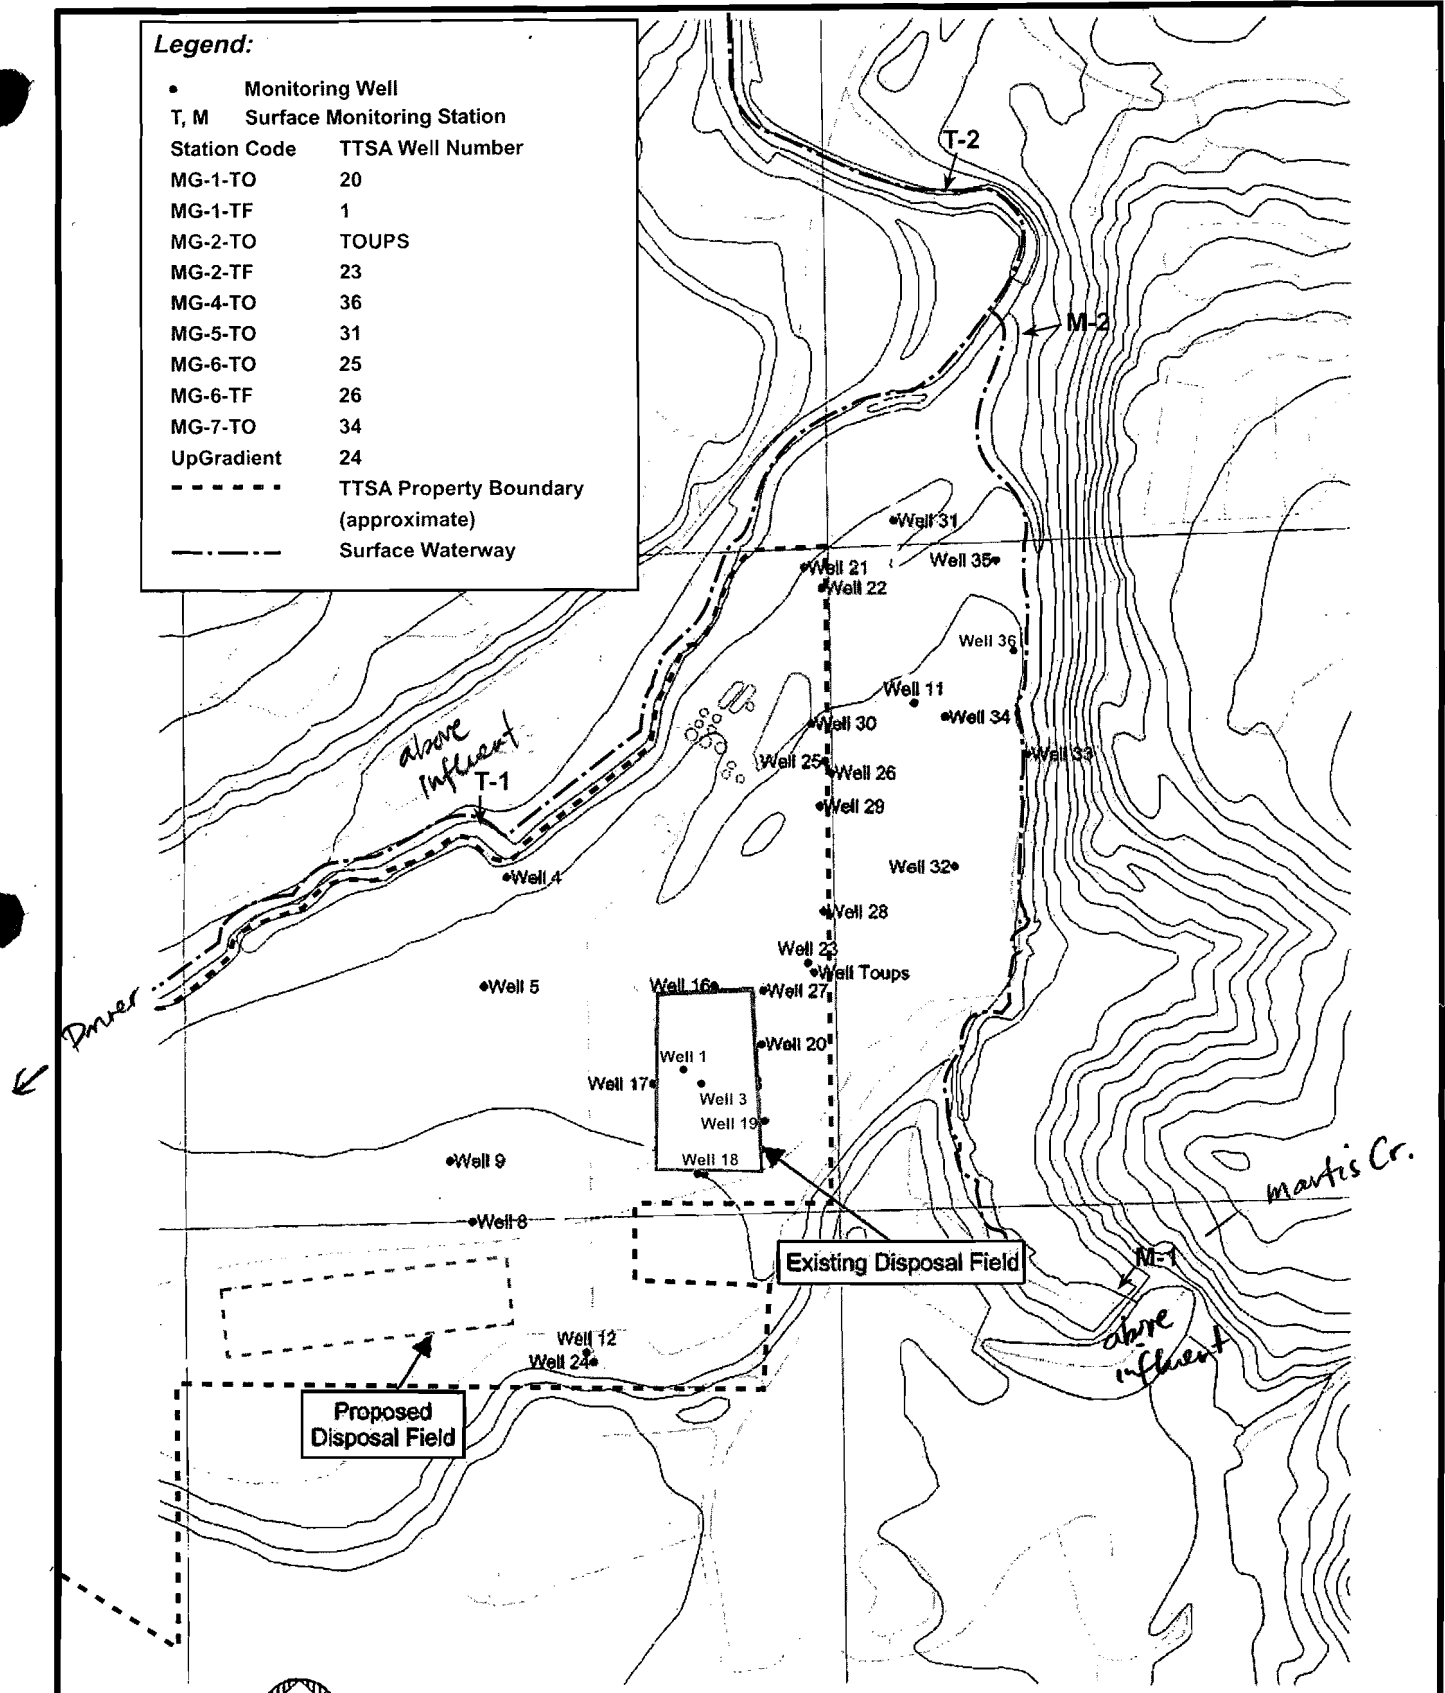 Legend:
Monitoring Well
T, M Surface Monitoring Station
Station Code TTSA Well Number
MG-1-TO 20
MG-1-TF 1
MG-2-TO TOUPS
MG-2-TF 23
MG-4-TO 36
MG-5-TO 31
MG-6-TO 25
MG-6-TF 26
MG-7-TO 34
UpGradient 24
TTSA Property Boundary
(approximate)
Surface Waterway
T-2
M-2
Well 31
Well 35
Well 21
Well 22
Well 36
Well 11
Well 34
Well 30
Well 33
Well 25
Well 26
above
influent
T-1
Well 29
Well 32
Well 4
Well 28
Well 23
Well Toups
Well 5
Well 16
Well 27
Well 20
Well 1
Well 17
Well 3
Well 19
Well 9
Well 18
Martis Cr.
Well 8
Existing Disposal Field
M-1
above
influent
Well 12
Well 24
Proposed
Disposal Field